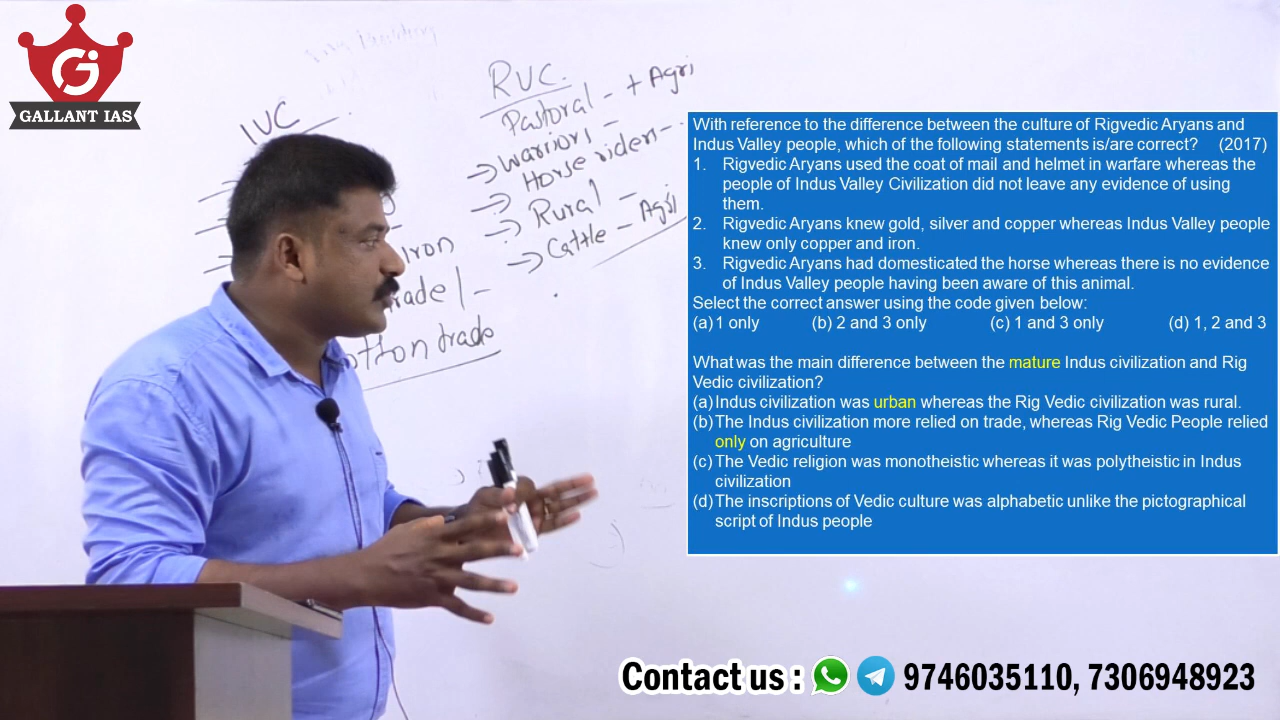 GALLANT IAS
IUC
Iron
Trade / -
otton trade
RVC.
Pastoral - + Agri
→ Warriors -
→ Horse riders -
→ Rural -
→ Cattle - Agri
With reference to the difference between the culture of Rigvedic Aryans and
Indus Valley people, which of the following statements is/are correct? (2017)
1. Rigvedic Aryans used the coat of mail and helmet in warfare whereas the
people of Indus Valley Civilization did not leave any evidence of using
them.
2. Rigvedic Aryans knew gold, silver and copper whereas Indus Valley people
knew only copper and iron.
3. Rigvedic Aryans had domesticated the horse whereas there is no evidence
of Indus Valley people having been aware of this animal.
Select the correct answer using the code given below:
(a) 1 only (b) 2 and 3 only (c) 1 and 3 only (d) 1, 2 and 3
What was the main difference between the mature Indus civilization and Rig
Vedic civilization?
(a) Indus civilization was urban whereas the Rig Vedic civilization was rural.
(b) The Indus civilization more relied on trade, whereas Rig Vedic People relied
only on agriculture
(c) The Vedic religion was monotheistic whereas it was polytheistic in Indus
civilization
(d) The inscriptions of Vedic culture was alphabetic unlike the pictographical
script of Indus people
Contact us : 9746035110, 7306948923